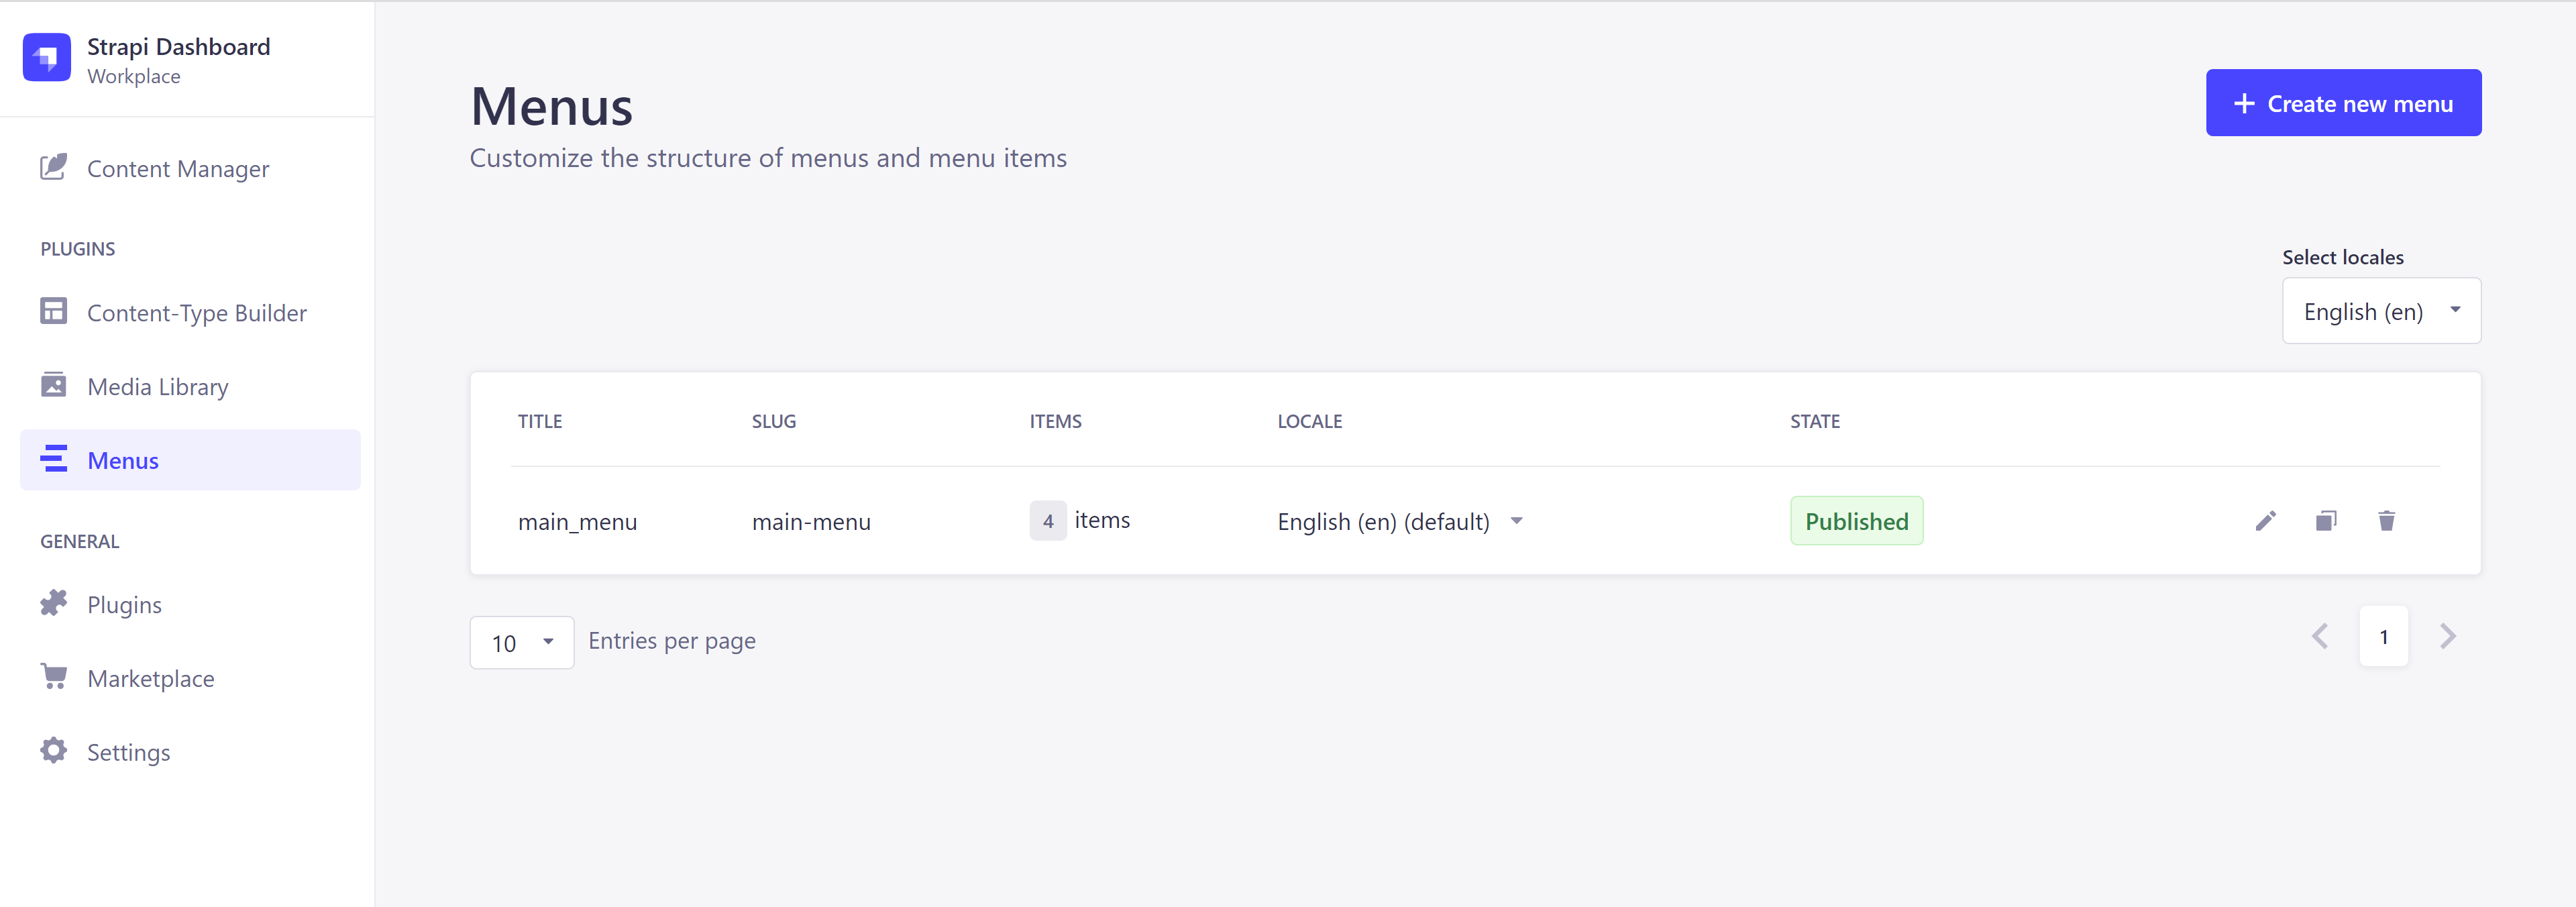 Strapi Dashboard
Workplace
Content Manager
PLUGINS
Content-Type Builder
Media Library
Menus
GENERAL
Plugins
Marketplace
Settings
Menus
Customize the structure of menus and menu items
Create new menu
Select locales
English (en)
TITLE SLUG ITEMS LOCALE STATE
main_menu main-menu 4 items English (en) (default) Published
10 Entries per page
1